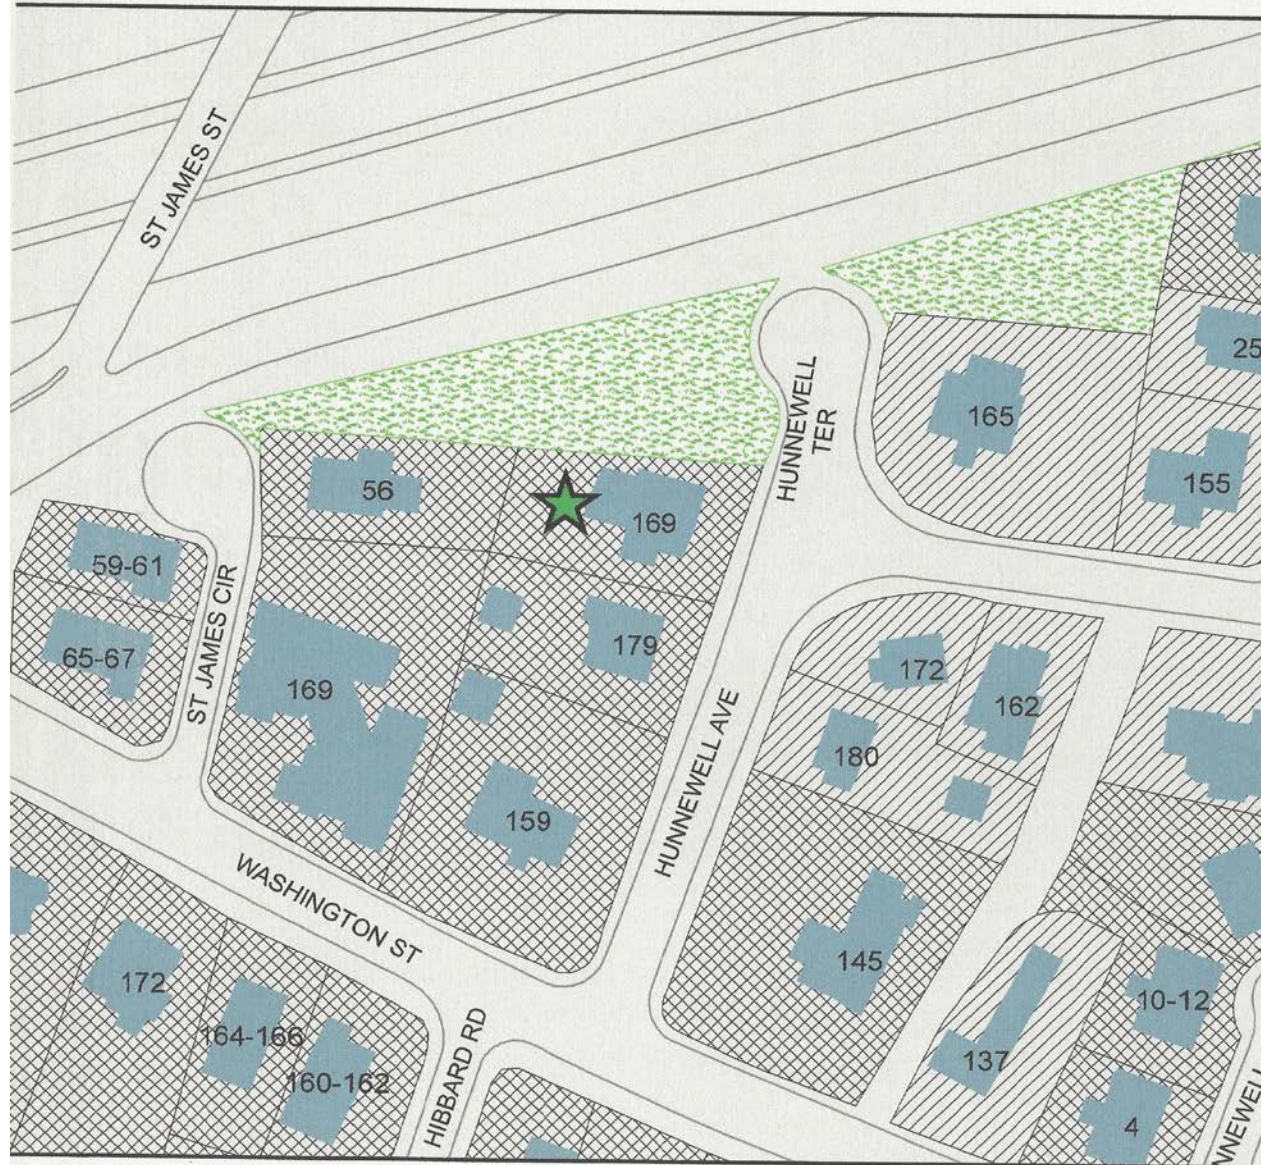 ST JAMES ST
25
165
HUNNEWELL
TER
155
56
169
59-61
65-67
ST JAMES CIR
179
169
172
162
180
HUNNEWELL AVE
159
WASHINGTON ST
145
172
164-166
160-162
HIBBARD RD
137
10-12
4
NNEWELL